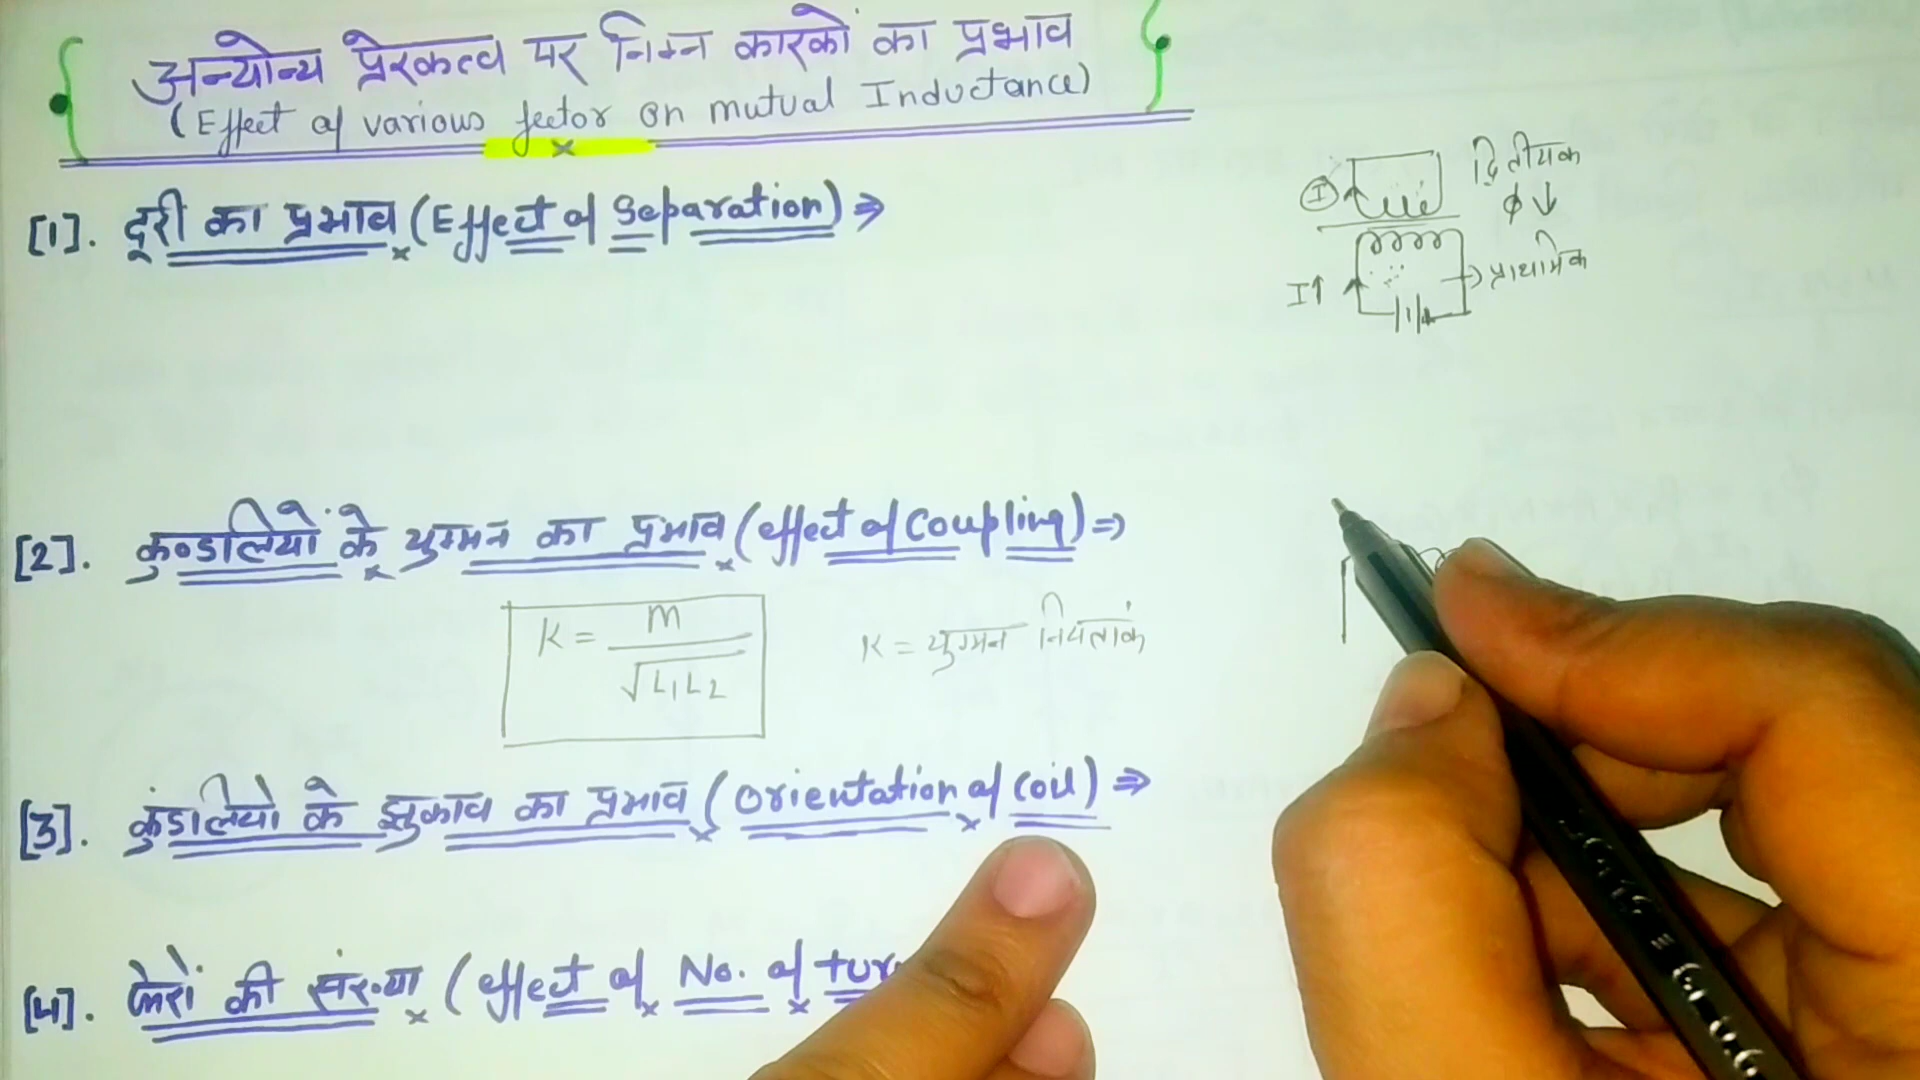 अन्योन्य प्रेरकत्व पर निम्न कारकों का प्रभाव
(Effect of various fector on mutual Inductance)
[1]. दूरी का प्रभाव (Effect of Separation) ⇒
द्वितीयक
I
ϕ ↓
I↑
→ प्राथमिक
[2]. कुण्डलियों के युग्मन का प्रभाव (effect of Coupling) ⇒
K = M / √L₁L₂
K = युग्मन नियतांक
[3]. कुंडलियो के झुकाव का प्रभाव (Orientation of Coil) ⇒
[4]. फेरों की संख्या (effect of No. of